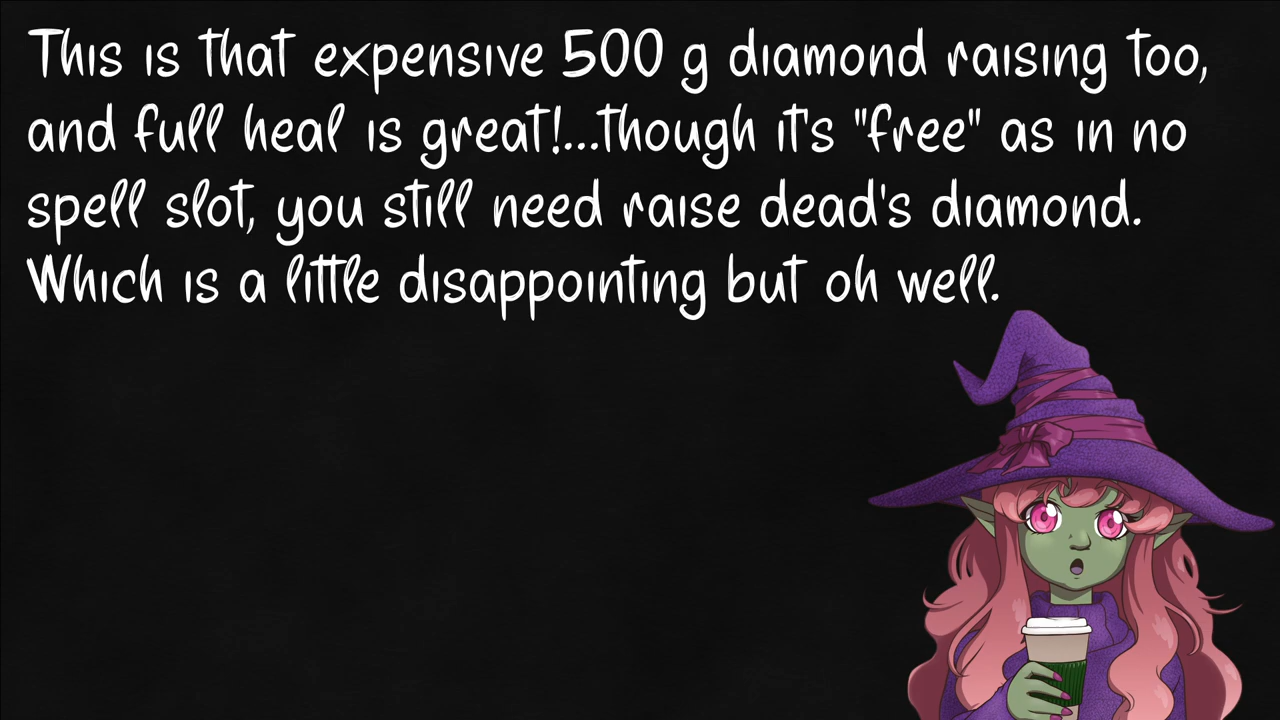 This is that expensive 500 g diamond raising too,
and full heal is great!...though it's "free" as in no
spell slot, you still need raise dead's diamond.
Which is a little disappointing but oh well.